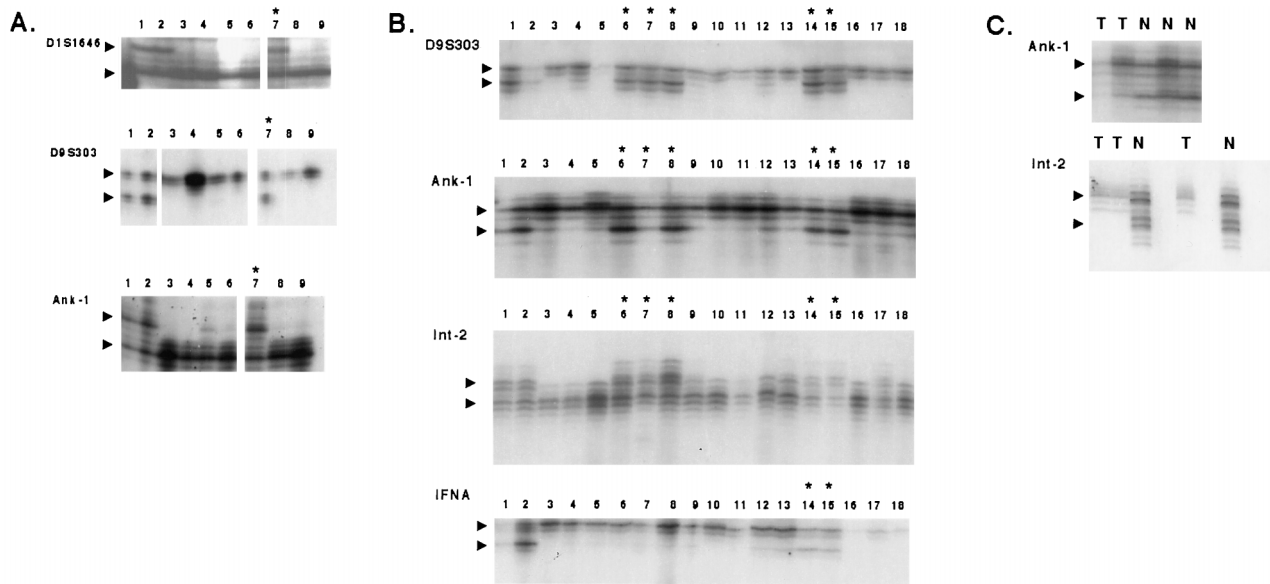 A.
*
1 2 3 4 5 6 7 8 9
D1S1646
*
1 2 3 4 5 6 7 8 9
D9S303
*
1 2 3 4 5 6 7 8 9
Ank-1
B.
* * * * *
1 2 3 4 5 6 7 8 9 10 11 12 13 14 15 16 17 18
D9S303
* * * * *
1 2 3 4 5 6 7 8 9 10 11 12 13 14 15 16 17 18
Ank-1
* * * * *
1 2 3 4 5 6 7 8 9 10 11 12 13 14 15 16 17 18
Int-2
* *
1 2 3 4 5 6 7 8 9 10 11 12 13 14 15 16 17 18
IFNA
C.
T T N N N
Ank-1
T T N T N
Int-2